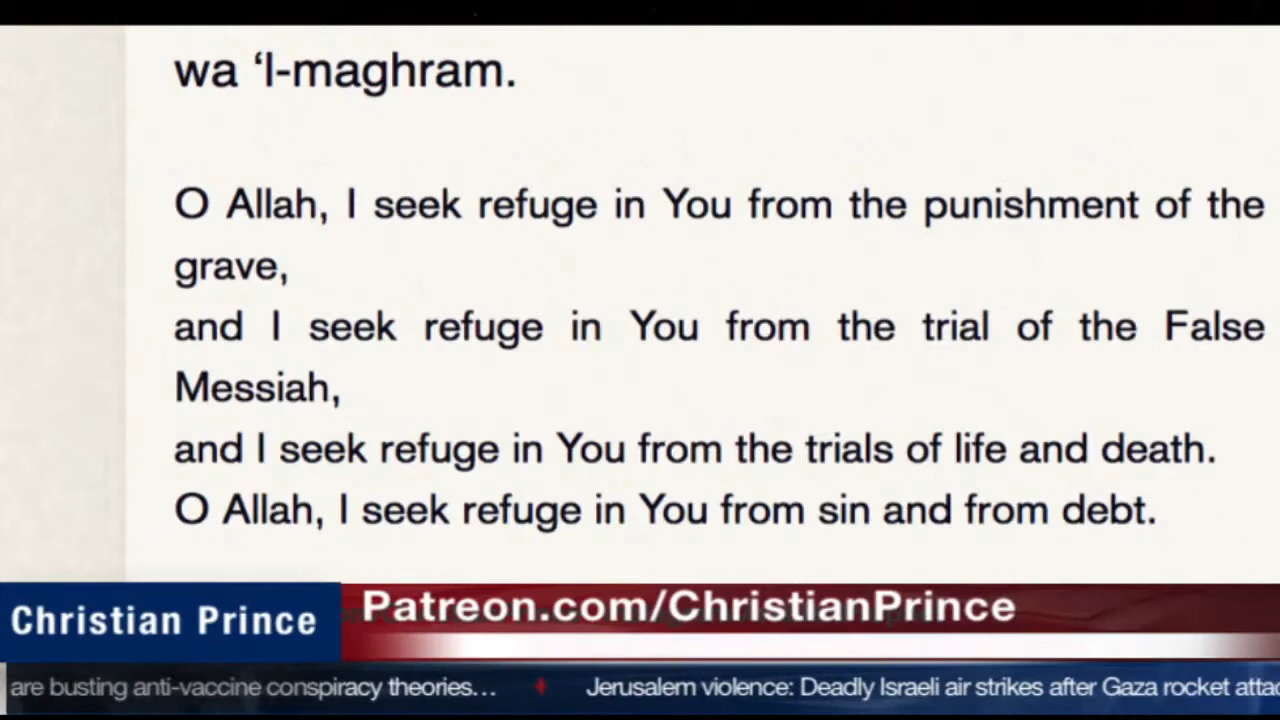 wa ‘l-maghram.
O Allah, I seek refuge in You from the punishment of the
grave,
and I seek refuge in You from the trial of the False
Messiah,
and I seek refuge in You from the trials of life and death.
O Allah, I seek refuge in You from sin and from debt.
Christian Prince
Patreon.com/ChristianPrince
are busting anti-vaccine conspiracy theories... Jerusalem violence: Deadly Israeli air strikes after Gaza rocket attac